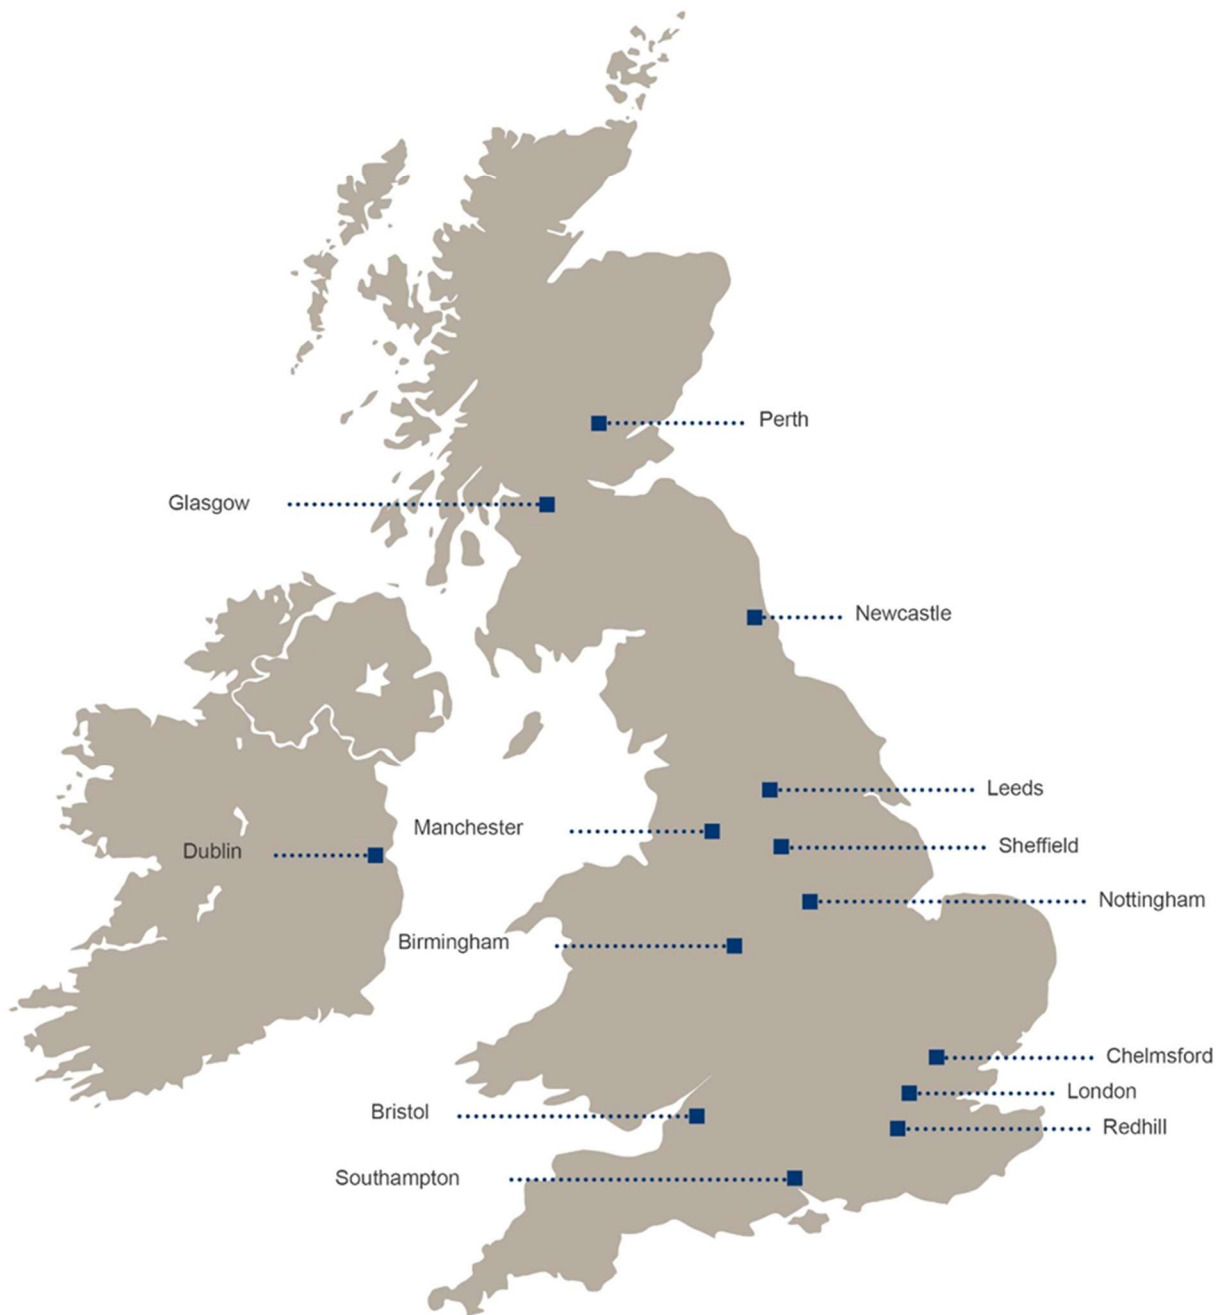 Perth
Glasgow
Newcastle
Leeds
Manchester
Sheffield
Dublin
Nottingham
Birmingham
Chelmsford
London
Bristol
Redhill
Southampton